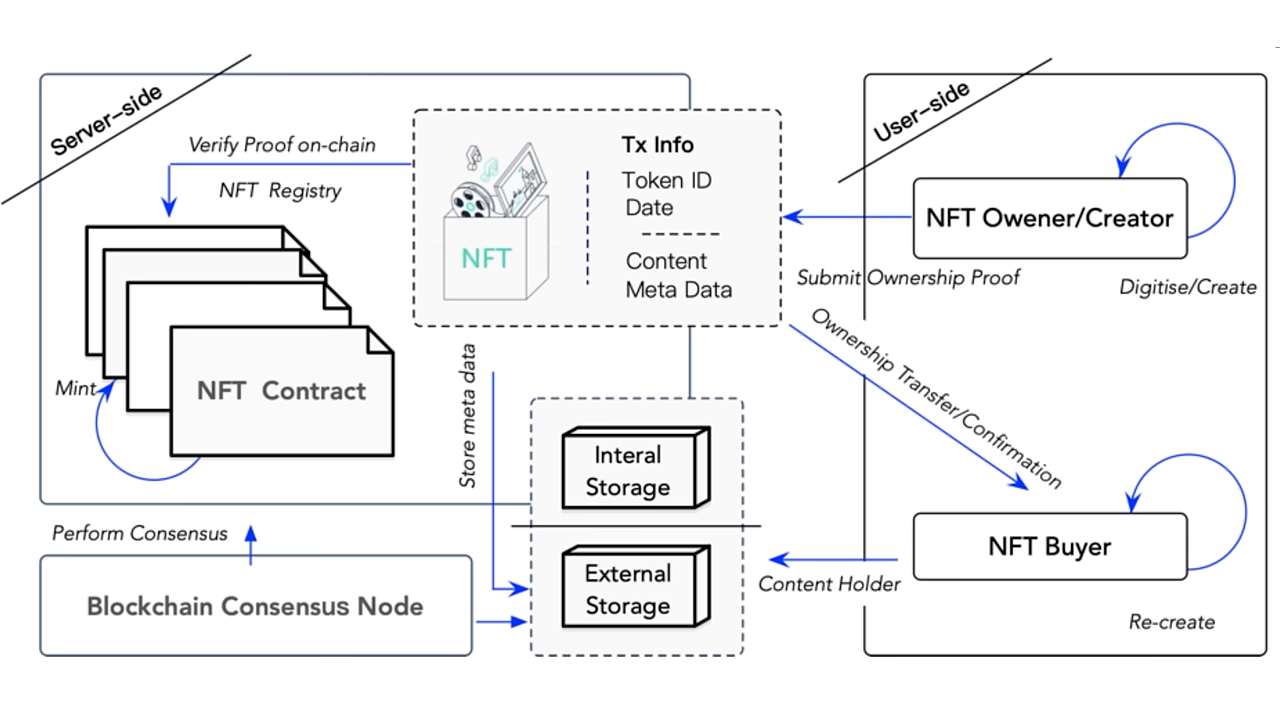 Server-side
User-side
Verify Proof on-chain
NFT Registry
NFT
Tx Info
Token ID
Date
Content
Meta Data
NFT Owener/Creator
Submit Ownership Proof
Digitise/Create
Ownership Transfer/Confirmation
Mint
NFT Contract
Store meta data
Interal
Storage
External
Storage
Perform Consensus
Blockchain Consensus Node
NFT Buyer
Content Holder
Re-create